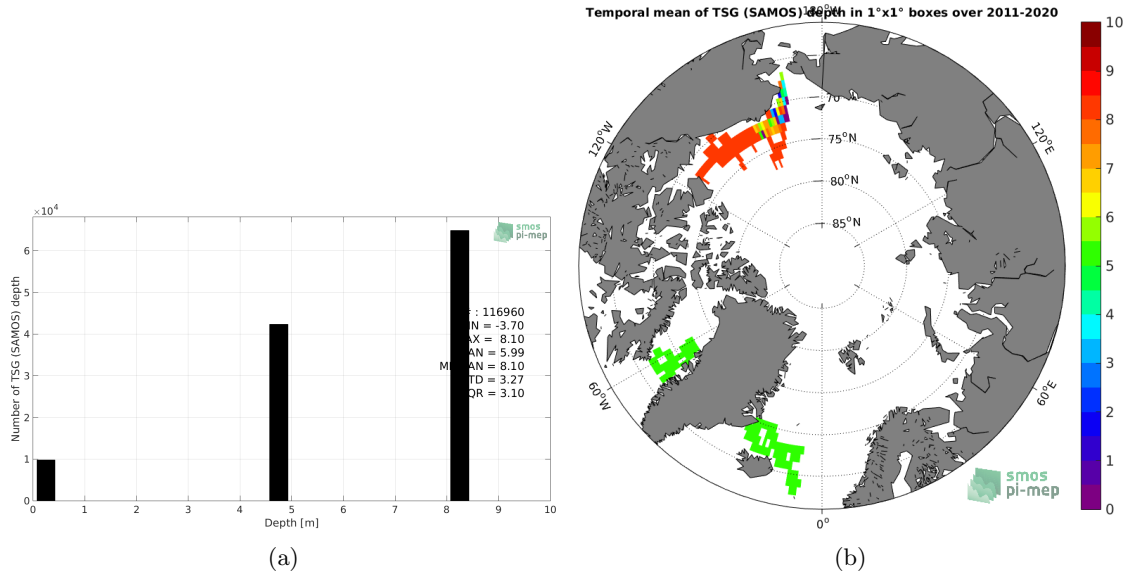 Temporal mean of TSG (SAMOS) depth in 1°x1° boxes over 2011-2020
×10⁴
6
5
4
3
2
1
0
Number of TSG (SAMOS) depth
smos
pi-mep
: 116960
IN = -3.70
AX = 8.10
AN = 5.99
AN = 8.10
TD = 3.27
QR = 3.10
0 1 2 3 4 5 6 7 8 9 10
Depth [m]
(a)
120°W
120°E
70
75°N
80°N
85°N
60°W
60°E
0°
smos
pi-mep
10
9
8
7
6
5
4
3
2
1
0
(b)